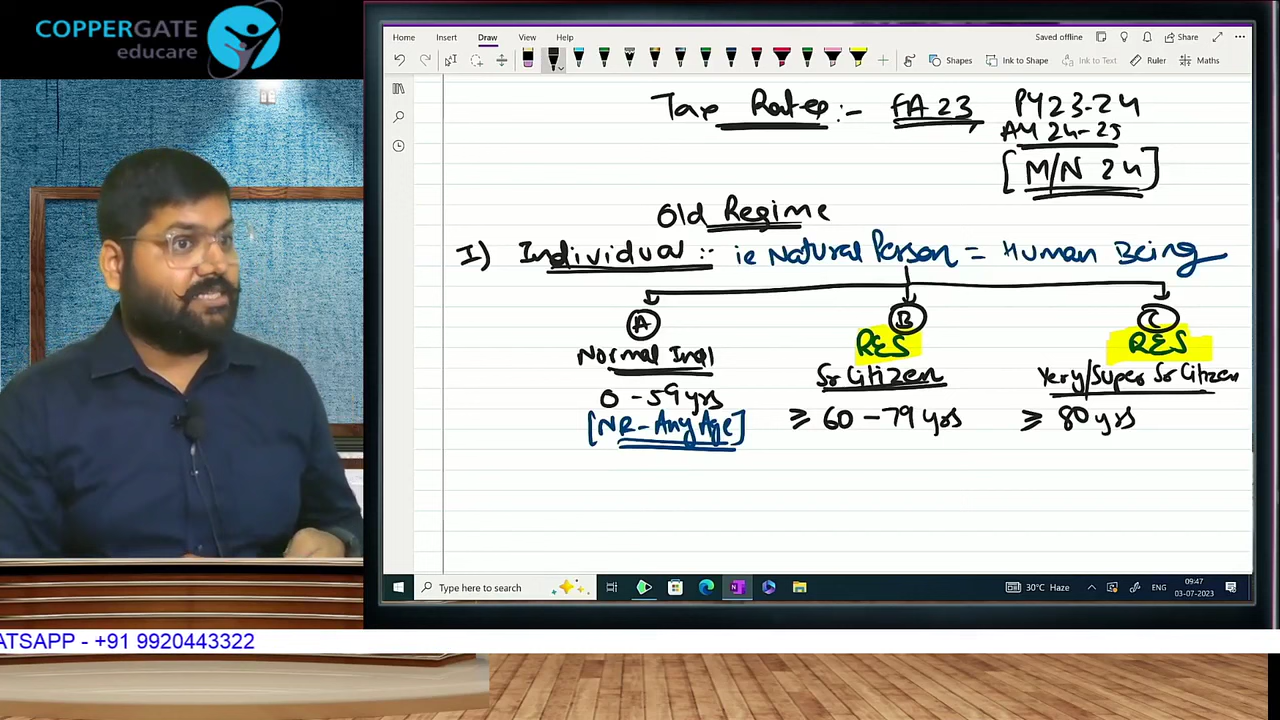 COPPERGATE
educare
Home Insert Draw View Help
Saved offline Share
Shapes Ink to Shape Ink to Text Ruler Maths
Tax Rates :- FA 23 PY 23-24
AY 24-25
[M/N 24]
Old Regime
I) Individual :- ie Natural Person = Human Being
A B C
RES RES
Normal Indl Sr Citizen Very/Super Sr Citizen
0 - 59 yrs ≥ 60 - 79 yrs ≥ 80 yrs
[NR - Any Age]
Type here to search
30°C Haze ENG 09:47
03-07-2023
ATSAPP - +91 9920443322